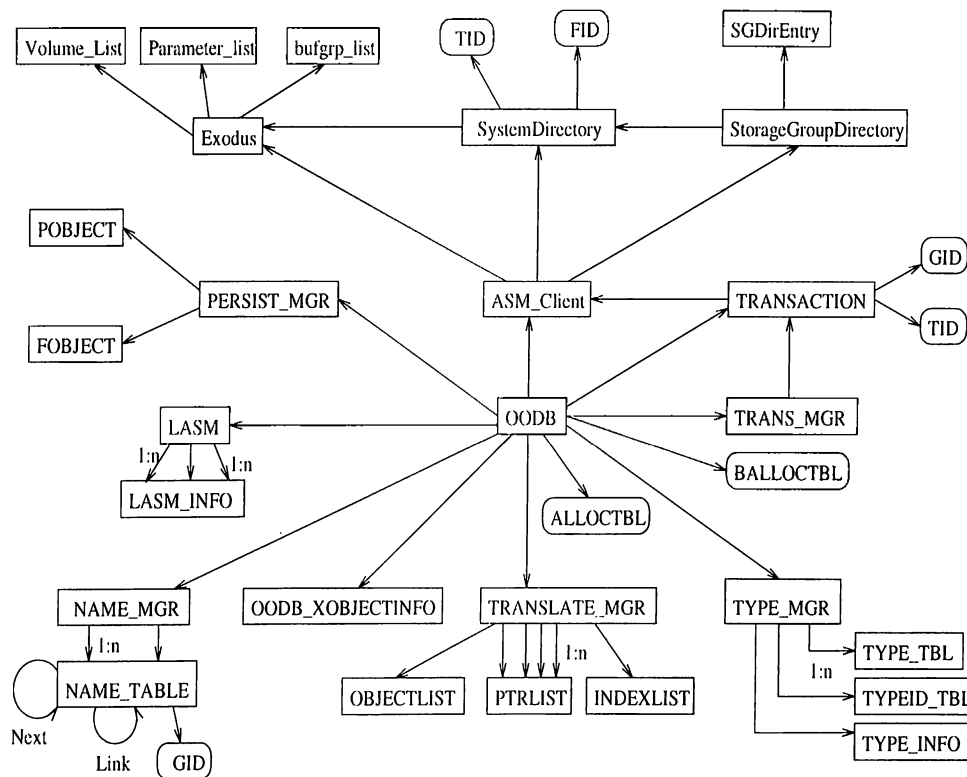 Volume_List
Parameter_list
bufgrp_list
TID
FID
SGDirEntry
Exodus
SystemDirectory
StorageGroupDirectory
POBJECT
PERSIST_MGR
FOBJECT
ASM_Client
TRANSACTION
GID
TID
LASM
1:n
1:n
LASM_INFO
OODB
TRANS_MGR
BALLOCTBL
ALLOCTBL
NAME_MGR
OODB_XOBJECTINFO
TRANSLATE_MGR
TYPE_MGR
1:n
1:n
1:n
NAME_TABLE
OBJECTLIST
PTRLIST
INDEXLIST
TYPE_TBL
TYPEID_TBL
TYPE_INFO
Next
Link
GID